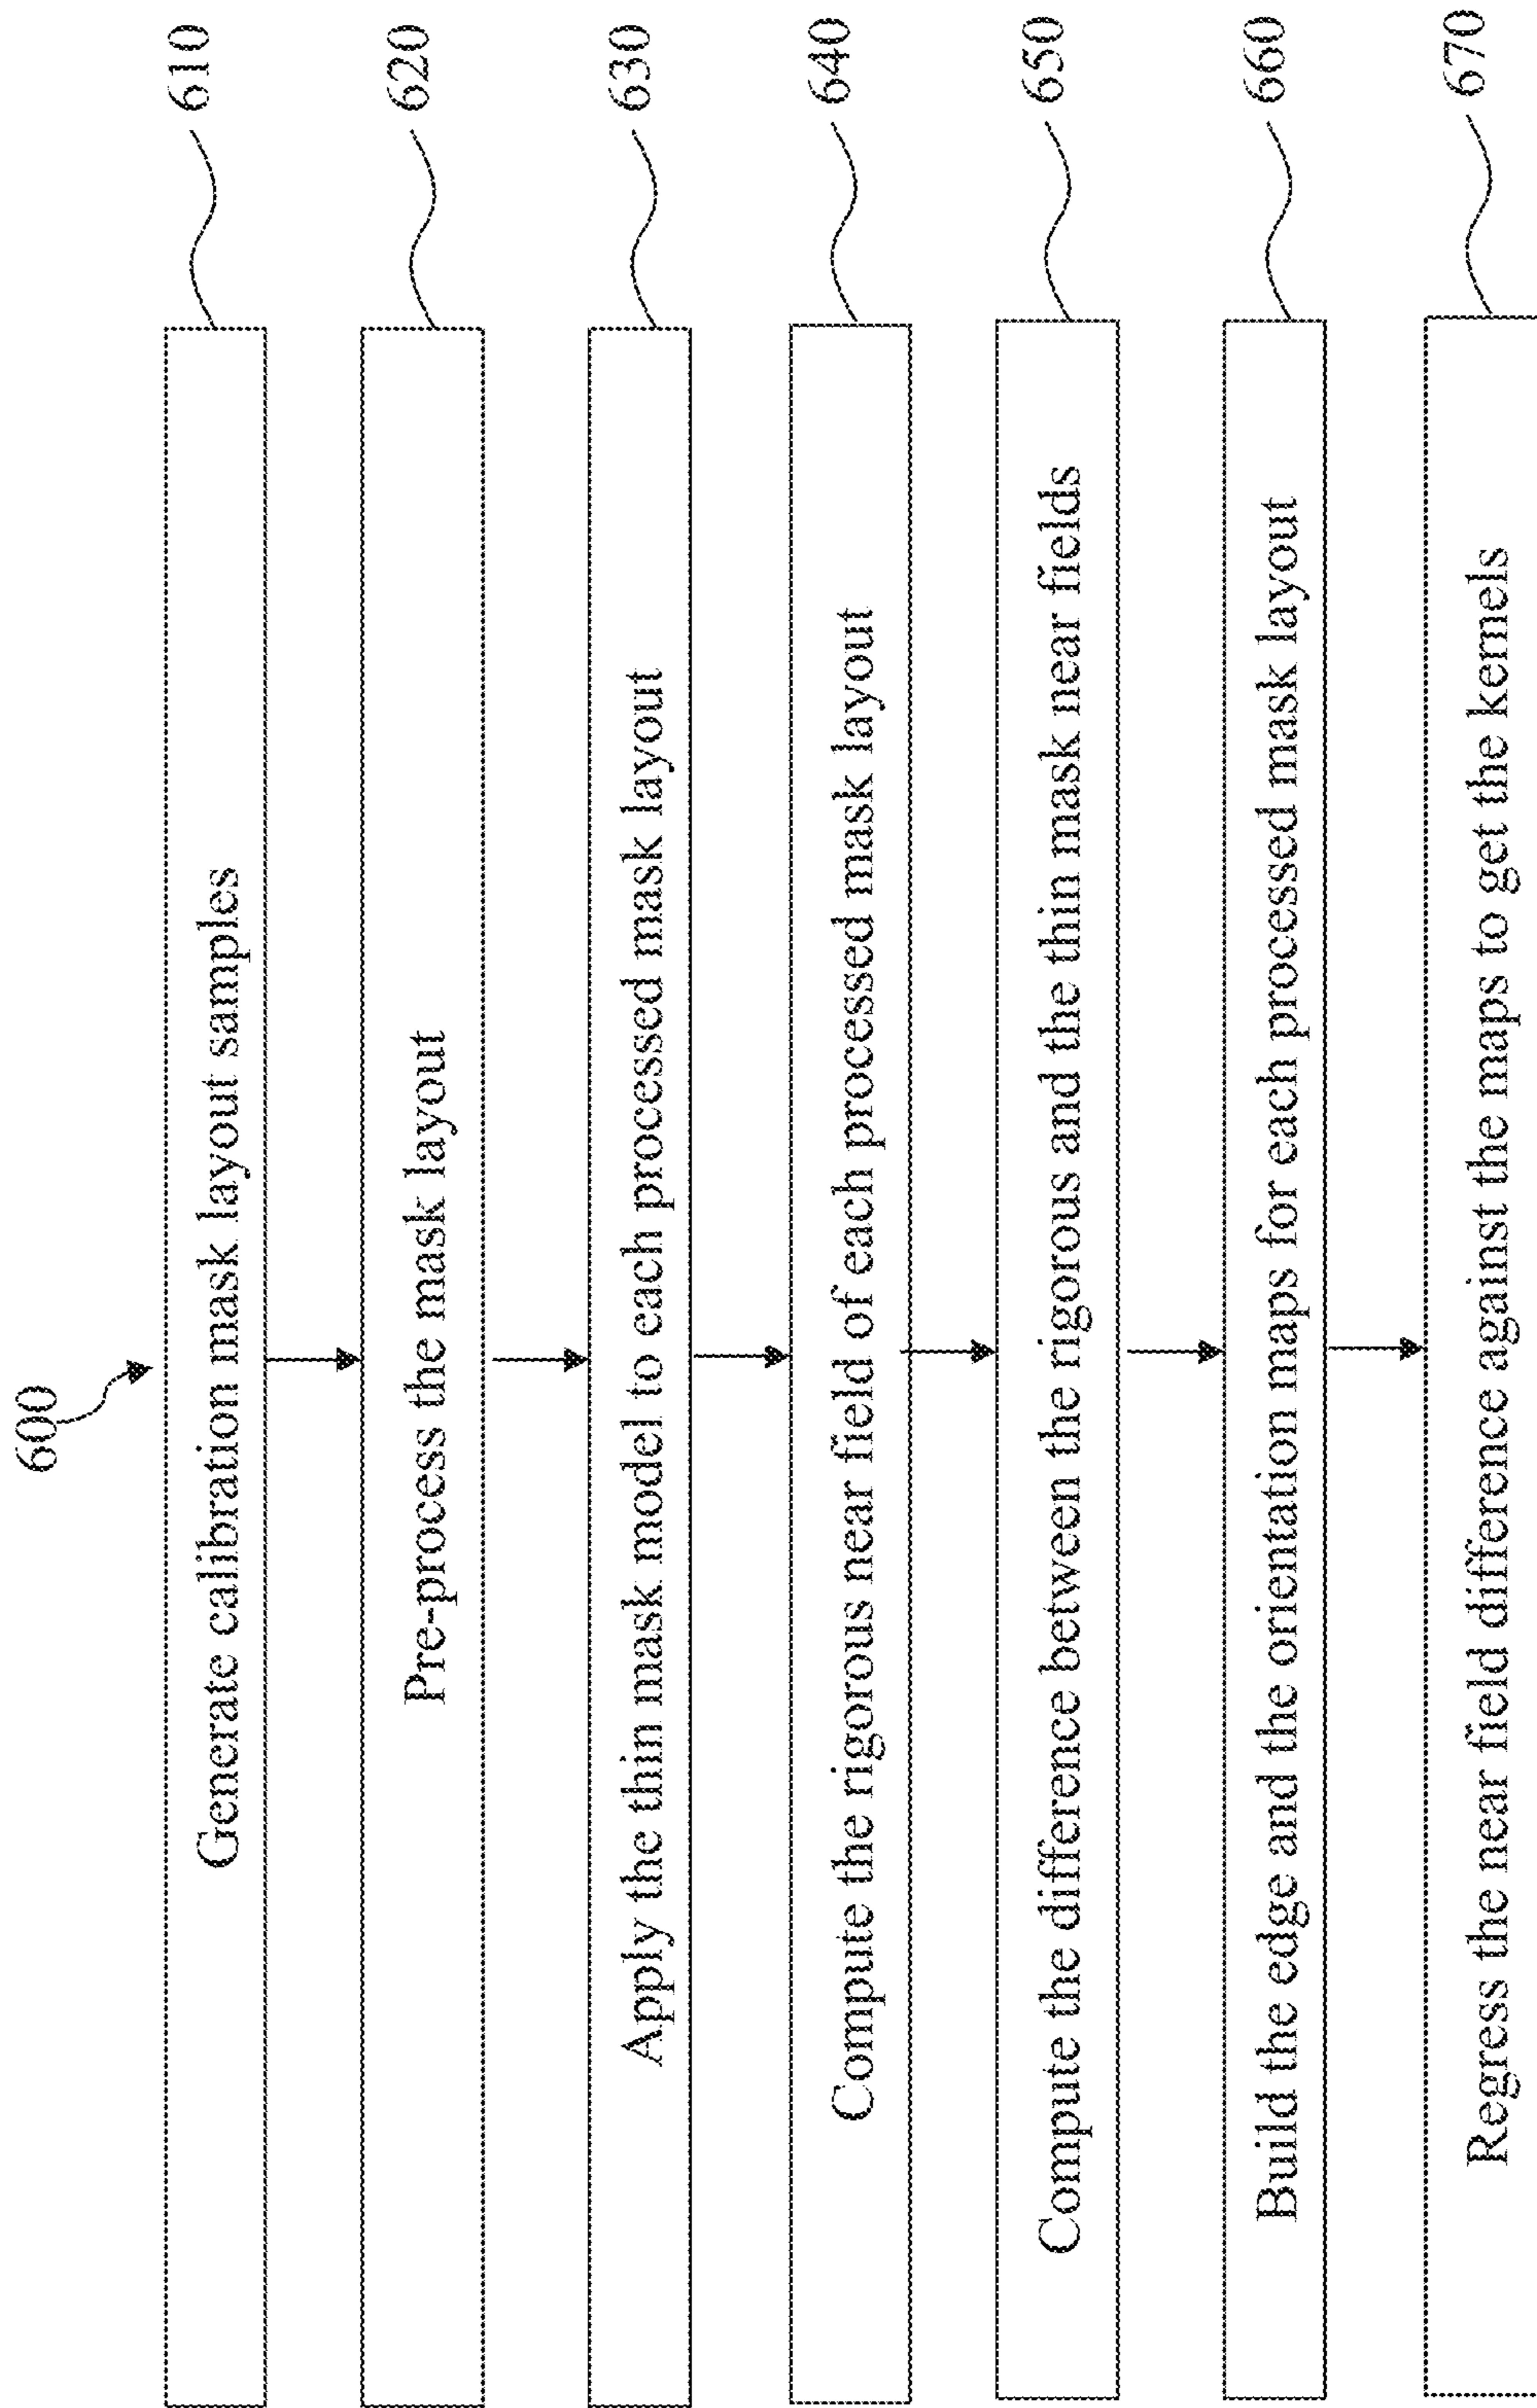 600
Generate calibration mask layout samples
610
Pre-process the mask layout
620
Apply the thin mask model to each processed mask layout
630
Compute the rigorous near field of each processed mask layout
640
Compute the difference between the rigorous and the thin mask near fields
650
Build the edge and the orientation maps for each processed mask layout
660
Regress the near field difference against the maps to get the kernels
670